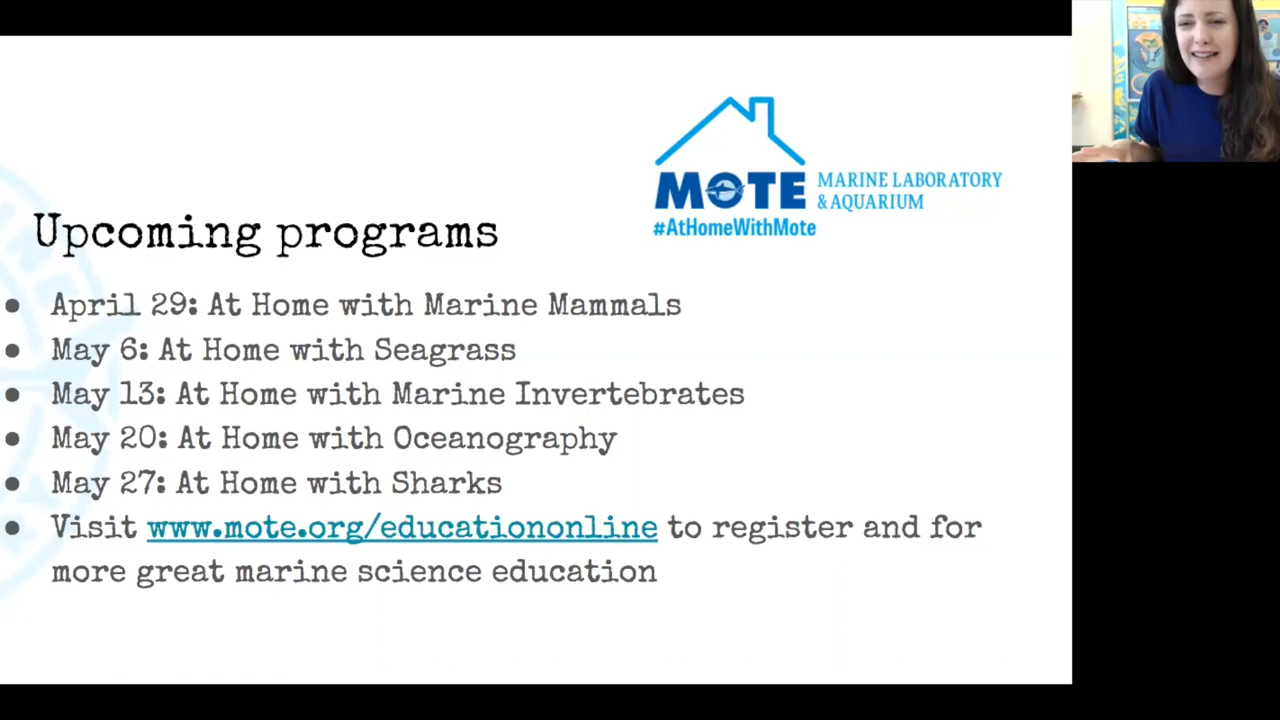 MOTE MARINE LABORATORY
& AQUARIUM
#AtHomeWithMote
Upcoming programs
● April 29: At Home with Marine Mammals
● May 6: At Home with Seagrass
● May 13: At Home with Marine Invertebrates
● May 20: At Home with Oceanography
● May 27: At Home with Sharks
● Visit www.mote.org/educationonline to register and for
more great marine science education